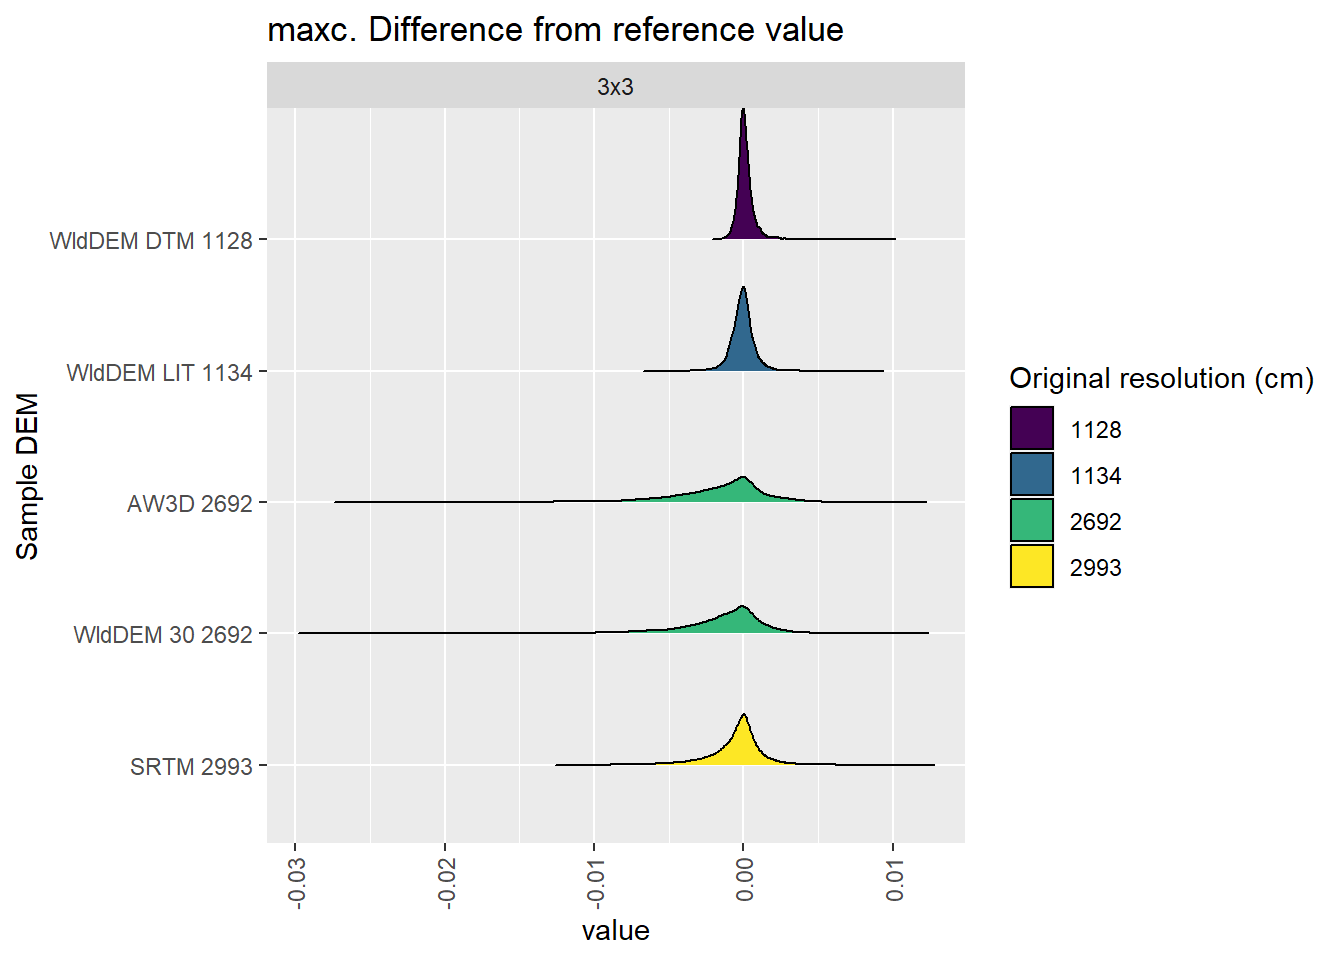 maxc. Difference from reference value
3x3
WldDEM DTM 1128
WldDEM LIT 1134
AW3D 2692
WldDEM 30 2692
SRTM 2993
Sample DEM
-0.03
-0.02
-0.01
0.00
0.01
value
Original resolution (cm)
1128
1134
2692
2993